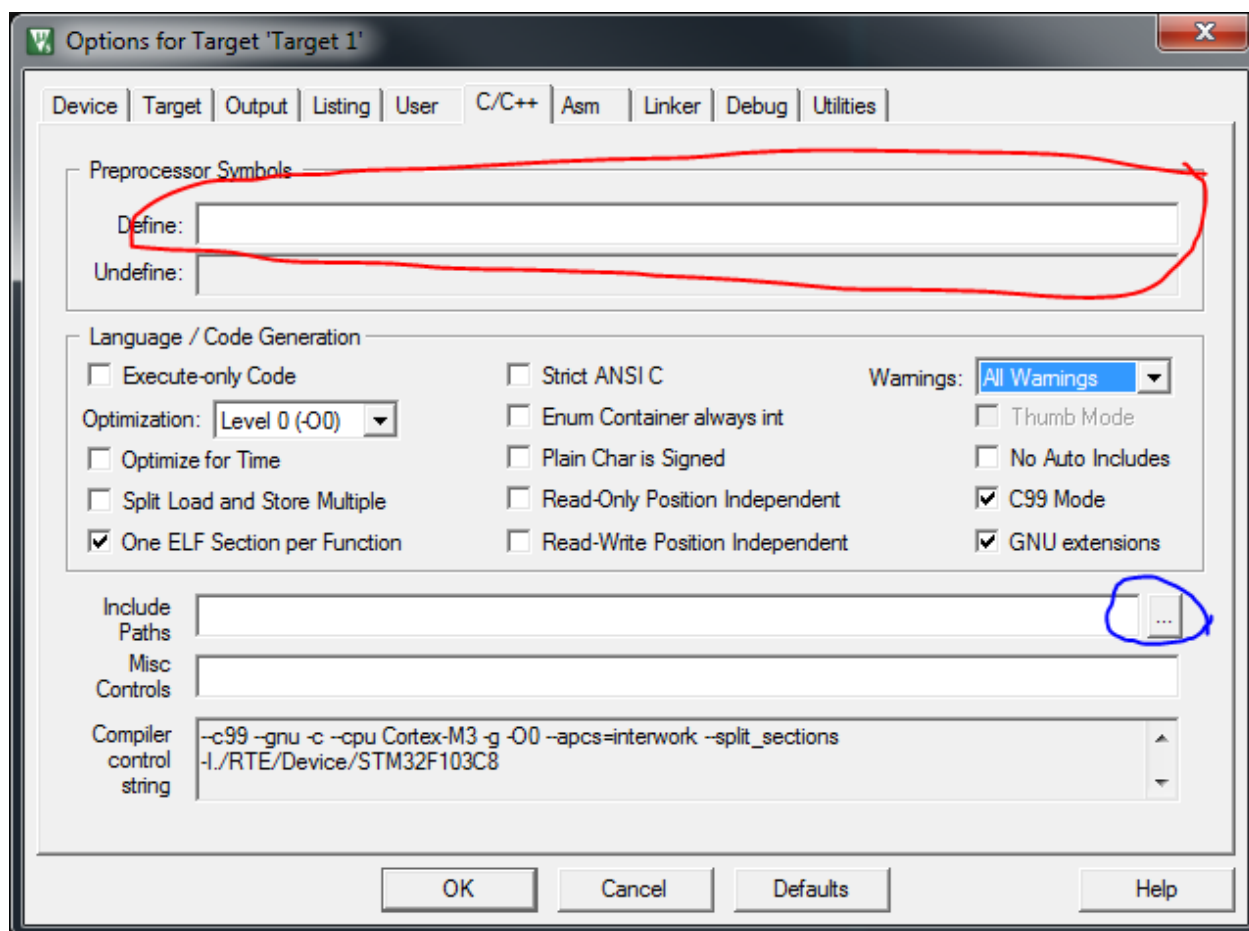 Options for Target 'Target 1'
Device Target Output Listing User C/C++ Asm Linker Debug Utilities
Preprocessor Symbols
Define:
Undefine:
Language / Code Generation
Execute-only Code Strict ANSI C Warnings: All Warnings
Optimization: Level 0 (-O0) Enum Container always int Thumb Mode
Optimize for Time Plain Char is Signed No Auto Includes
Split Load and Store Multiple Read-Only Position Independent C99 Mode
One ELF Section per Function Read-Write Position Independent GNU extensions
Include
Paths
...
Misc
Controls
Compiler
control
string
--c99 --gnu -c --cpu Cortex-M3 -g -O0 --apcs=interwork --split_sections
-I./RTE/Device/STM32F103C8
OK Cancel Defaults Help